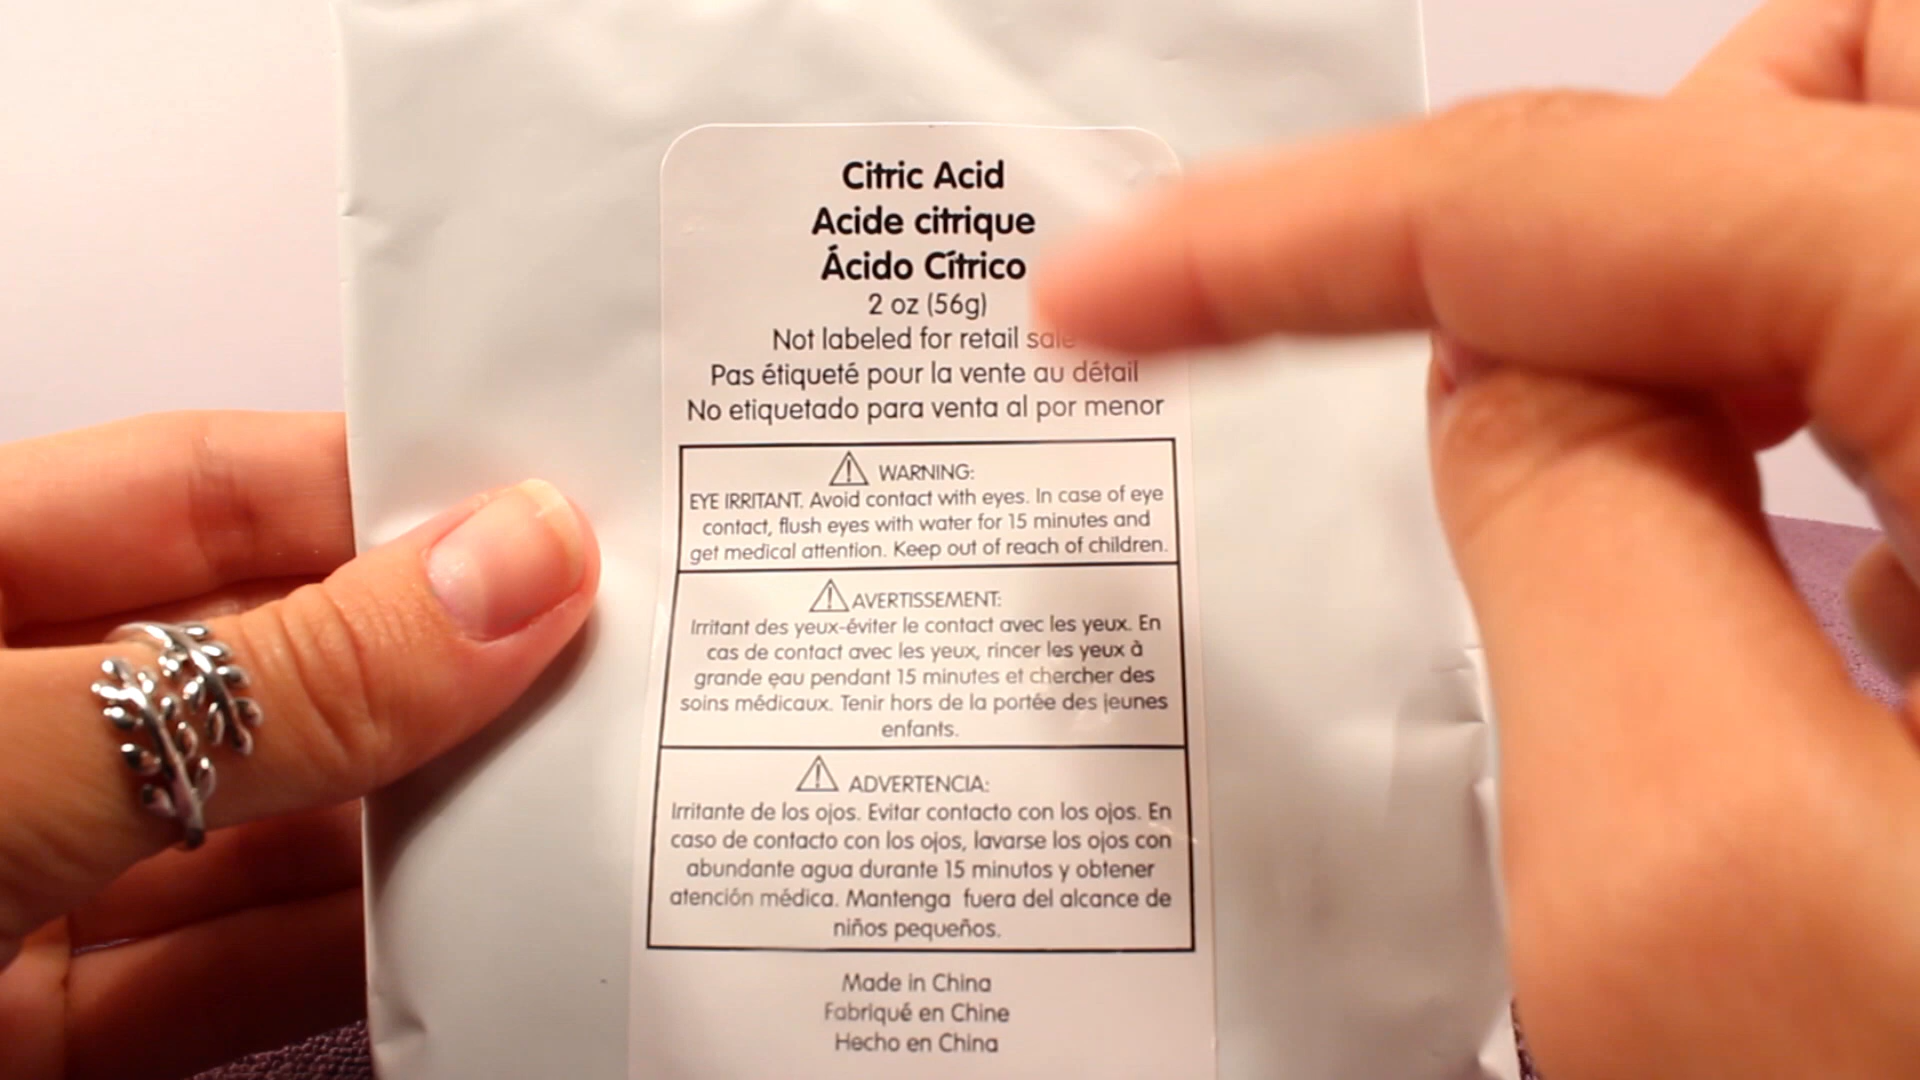 Citric Acid
Acide citrique
Ácido Cítrico
2 oz (56g)
Not labeled for retail sale
Pas étiqueté pour la vente au détail
No etiquetado para venta al por menor
WARNING:
EYE IRRITANT. Avoid contact with eyes. In case of eye
contact, flush eyes with water for 15 minutes and
get medical attention. Keep out of reach of children.
AVERTISSEMENT:
Irritant des yeux-éviter le contact avec les yeux. En
cas de contact avec les yeux, rincer les yeux à
grande eau pendant 15 minutes et chercher des
soins médicaux. Tenir hors de la portée des jeunes
enfants.
ADVERTENCIA:
Irritante de los ojos. Evitar contacto con los ojos. En
caso de contacto con los ojos, lavarse los ojos con
abundante agua durante 15 minutos y obtener
atención médica. Mantenga fuera del alcance de
niños pequeños.
Made in China
Fabriqué en Chine
Hecho en China